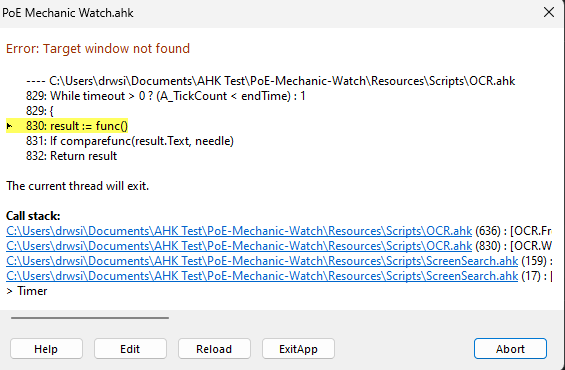 PoE Mechanic Watch.ahk
Error: Target window not found
---- C:\Users\drwsi\Documents\AHK Test\PoE-Mechanic-Watch\Resources\Scripts\OCR.ahk
829: While timeout > 0 ? (A_TickCount < endTime) : 1
829: {
830: result := func()
831: If comparefunc(result.Text, needle)
832: Return result
The current thread will exit.
Call stack:
C:\Users\drwsi\Documents\AHK Test\PoE-Mechanic-Watch\Resources\Scripts\OCR.ahk (636) : [OCR.Fr
C:\Users\drwsi\Documents\AHK Test\PoE-Mechanic-Watch\Resources\Scripts\OCR.ahk (830) : [OCR.W
C:\Users\drwsi\Documents\AHK Test\PoE-Mechanic-Watch\Resources\Scripts\ScreenSearch.ahk (159) :
C:\Users\drwsi\Documents\AHK Test\PoE-Mechanic-Watch\Resources\Scripts\ScreenSearch.ahk (17) : [
> Timer
Help Edit Reload ExitApp Abort